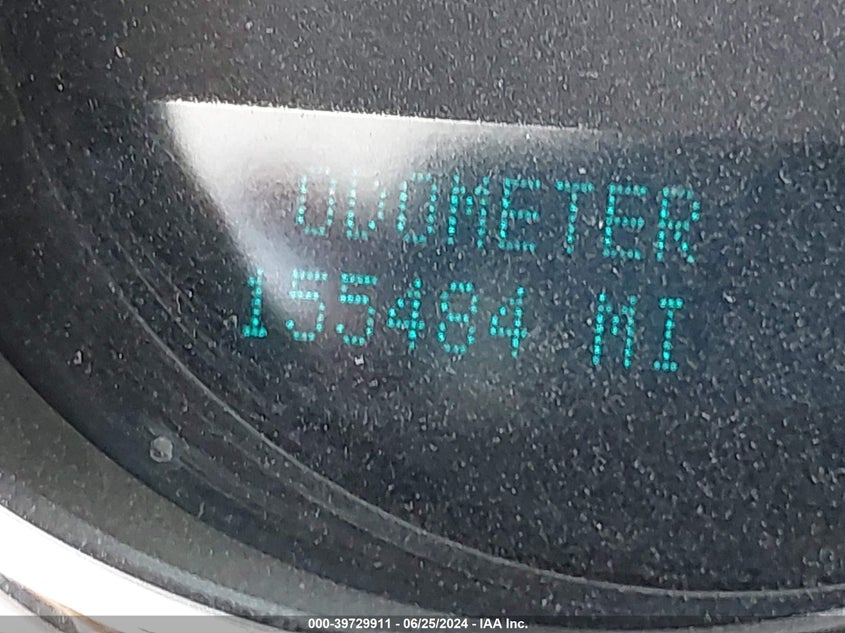 ODOMETER
155484 MI
000-39729911 - 06/25/2024 - IAA Inc.